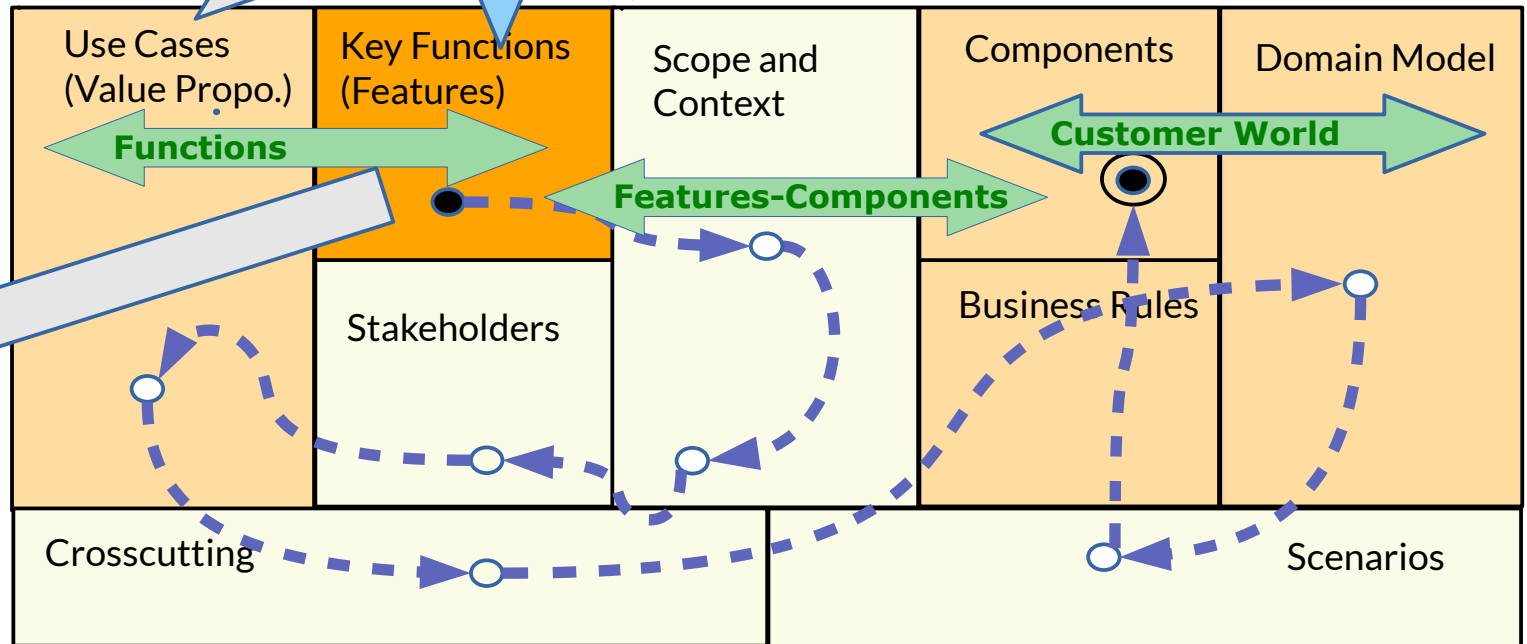 Use Cases
(Value Propo.)
Key Functions
(Features)
Scope and
Context
Components
Domain Model
Functions
Features-Components
Customer World
Stakeholders
Business Rules
Crosscutting
Scenarios